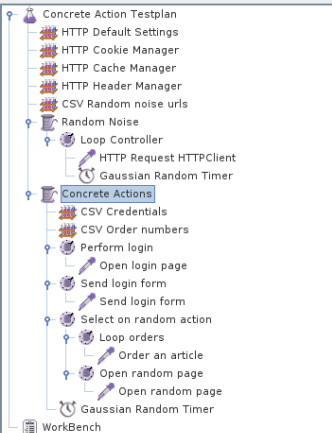 Concrete Action Testplan
HTTP Default Settings
HTTP Cookie Manager
HTTP Cache Manager
HTTP Header Manager
CSV Random noise urls
Random Noise
Loop Controller
HTTP Request HTTPClient
Gaussian Random Timer
Concrete Actions
CSV Credentials
CSV Order numbers
Perform login
Open login page
Send login form
Send login form
Select on random action
Loop orders
Order an article
Open random page
Open random page
Gaussian Random Timer
WorkBench